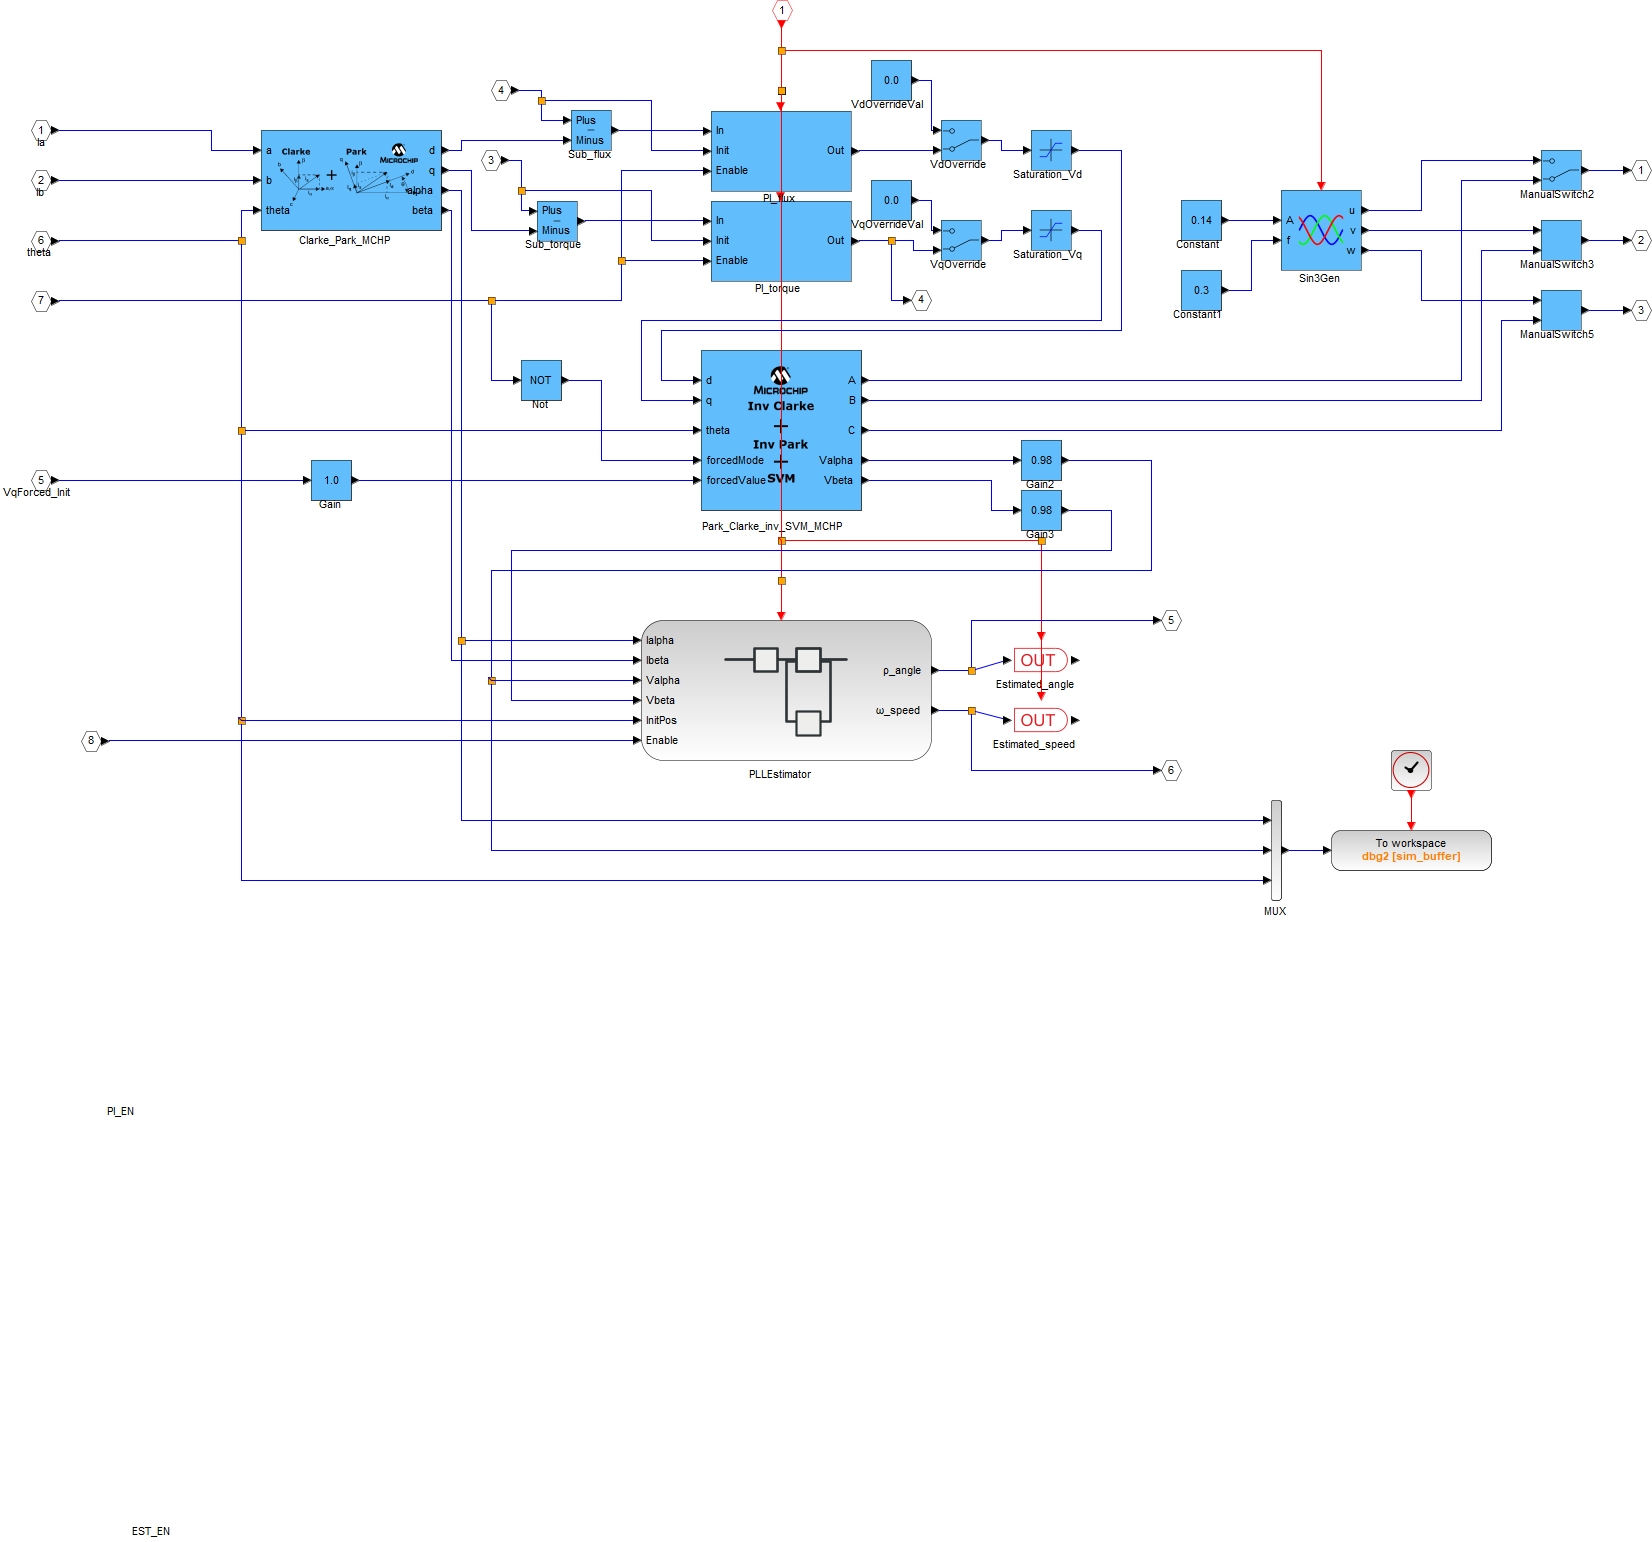 1
4
0.0
VdOverrideVal
1
Ia
2
Ib
6
theta
7
Clarke
Park
MICROCHIP
a
b
theta
d
q
alpha
beta
Clarke_Park_MCHP
Plus
Minus
Sub_flux
3
Plus
Minus
Sub_torque
In
Init
Enable
Out
PI_flux
In
Init
Enable
Out
PI_torque
VdOverride
Saturation_Vd
0.0
VqOverrideVal
VqOverride
Saturation_Vq
4
0.14
Constant
0.3
Constant1
A
f
u
v
w
Sin3Gen
ManualSwitch2
1
ManualSwitch3
2
ManualSwitch5
3
NOT
Not
5
VqForced_Init
1.0
Gain
MICROCHIP
Inv Clarke
+
Inv Park
+
SVM
d
q
theta
forcedMode
forcedValue
A
B
C
Valpha
Vbeta
Park_Clarke_inv_SVM_MCHP
0.98
Gain2
0.98
Gain3
8
Ialpha
Ibeta
Valpha
Vbeta
InitPos
Enable
ρ_angle
ω_speed
PLLEstimator
5
OUT
Estimated_angle
OUT
Estimated_speed
6
MUX
To workspace
dbg2 [sim_buffer]
PI_EN
EST_EN